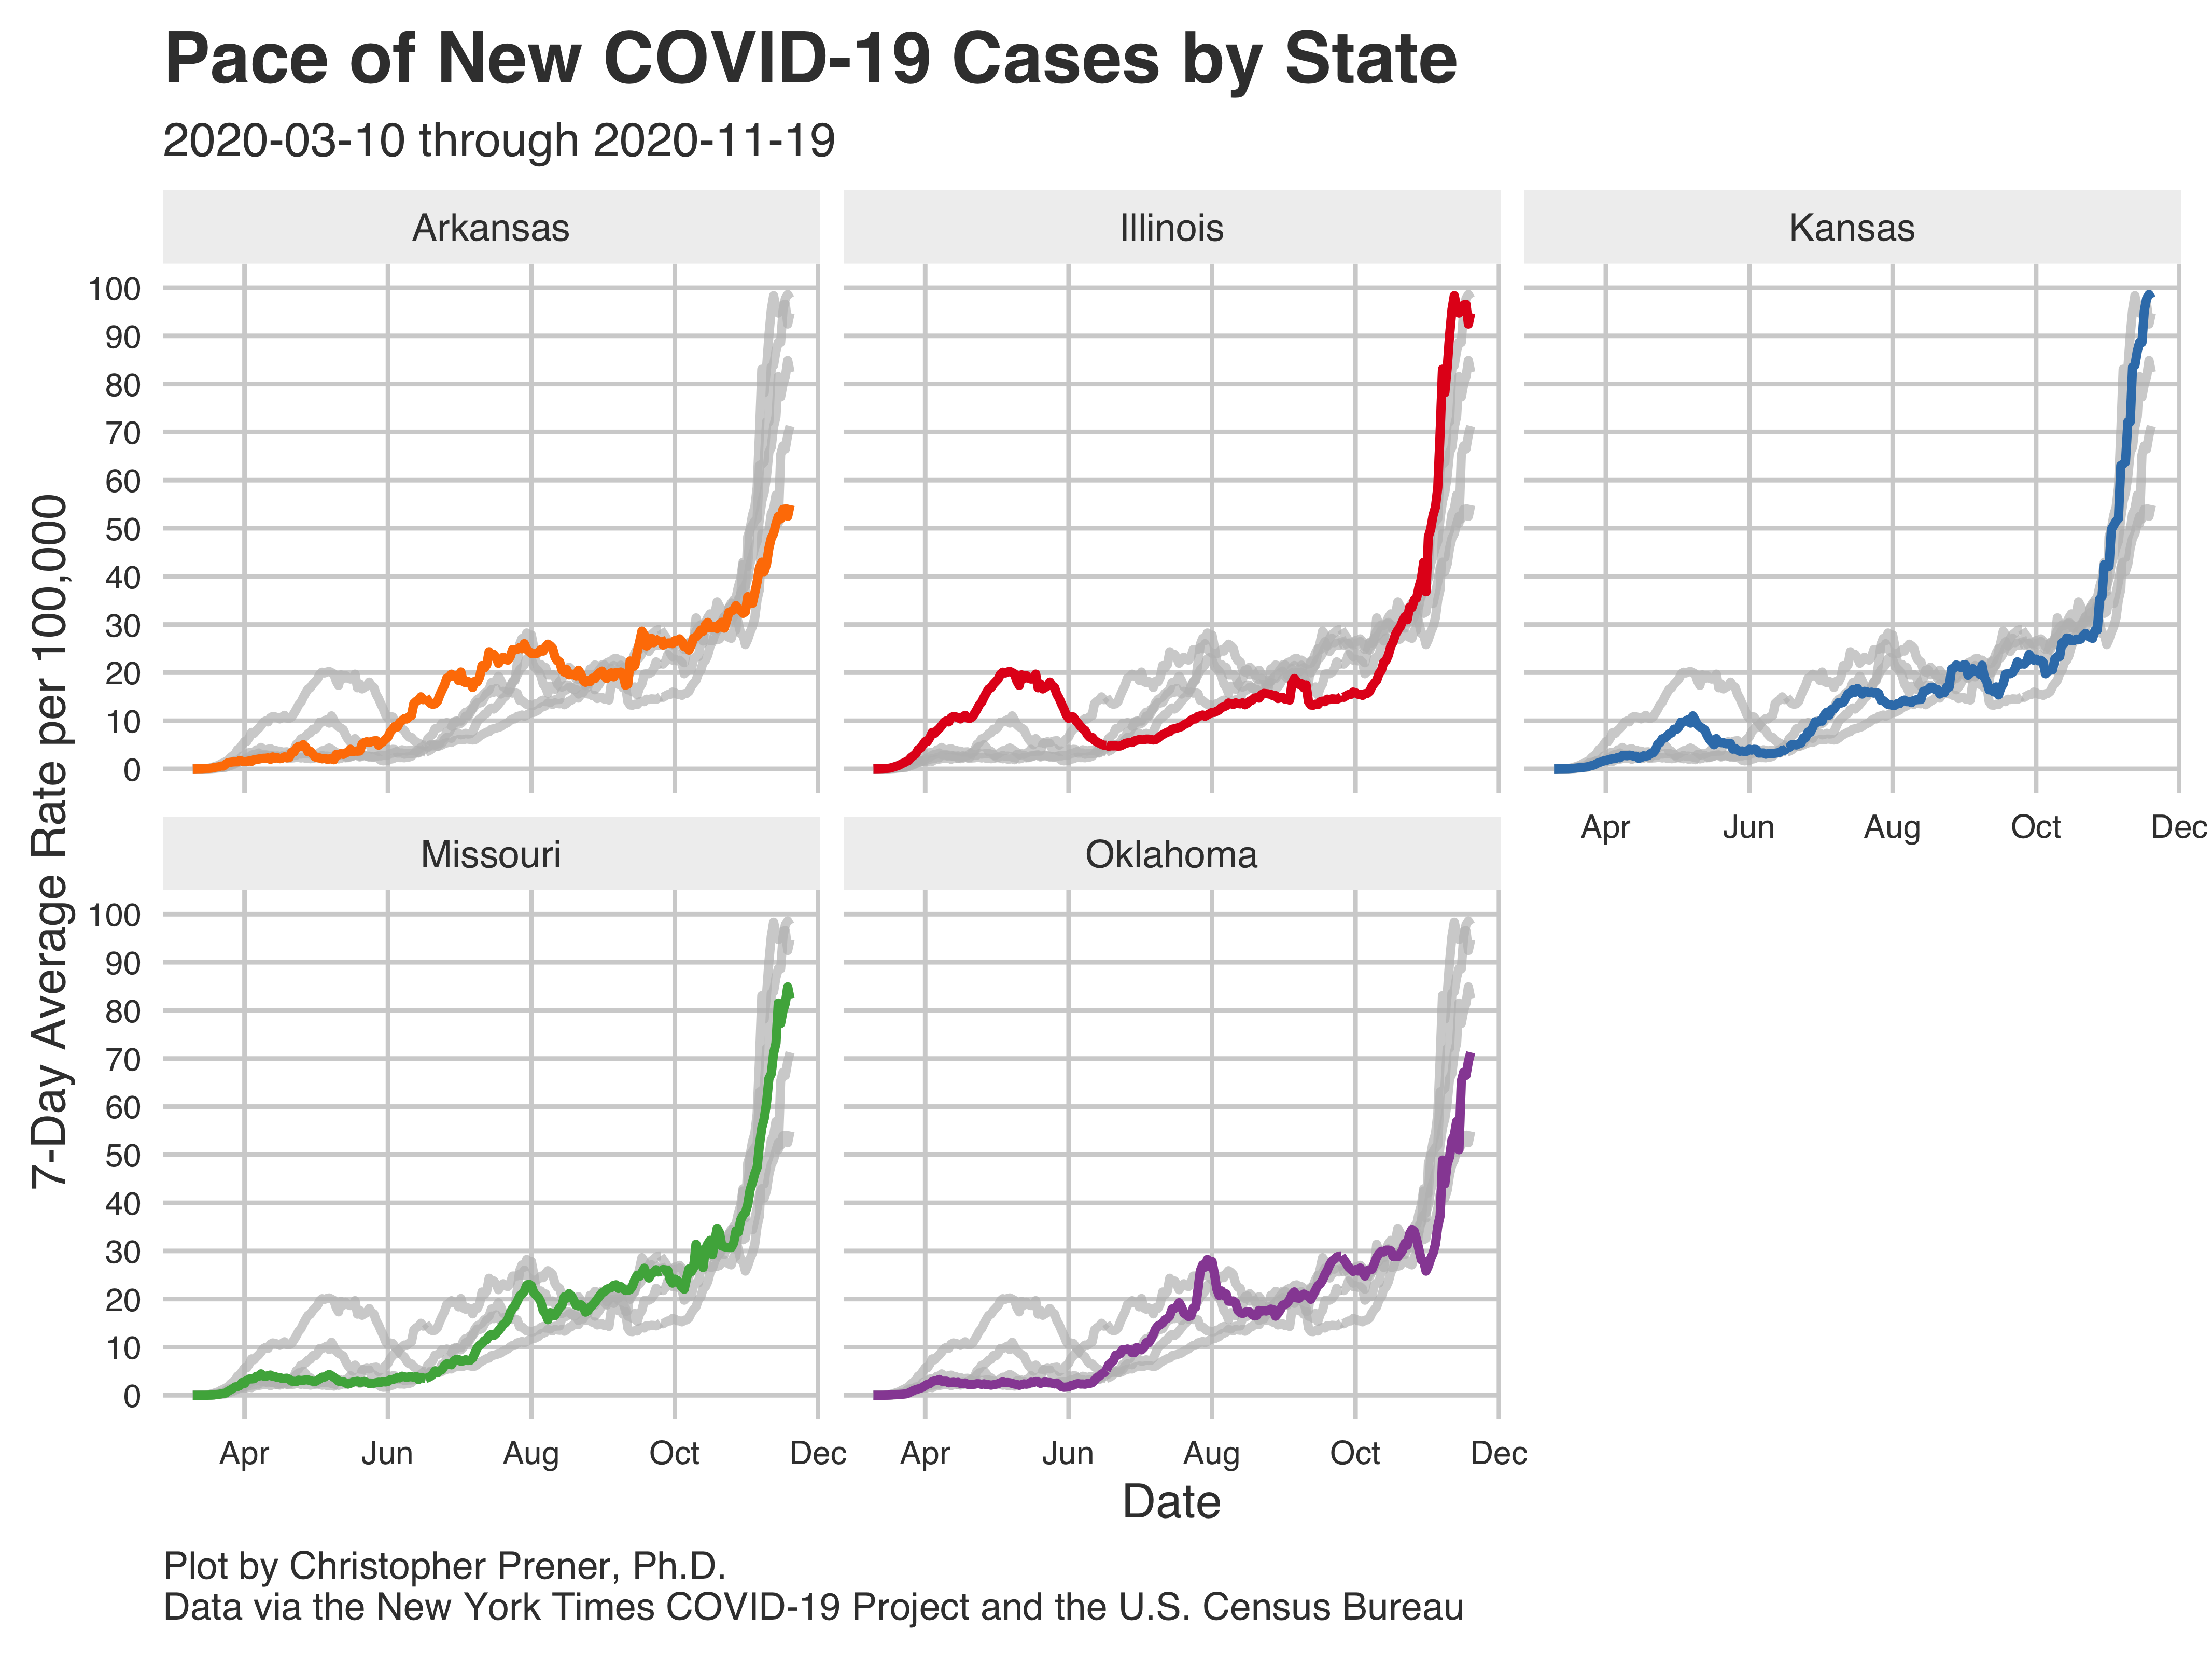 Pace of New COVID-19 Cases by State
2020-03-10 through 2020-11-19
Arkansas
Illinois
Kansas
100
90
80
70
60
50
40
30
20
10
0
Apr Jun Aug Oct Dec
Missouri
Oklahoma
100
90
80
70
60
50
40
30
20
10
0
Apr Jun Aug Oct Dec
Apr Jun Aug Oct Dec
7-Day Average Rate per 100,000
Date
Plot by Christopher Prener, Ph.D.
Data via the New York Times COVID-19 Project and the U.S. Census Bureau